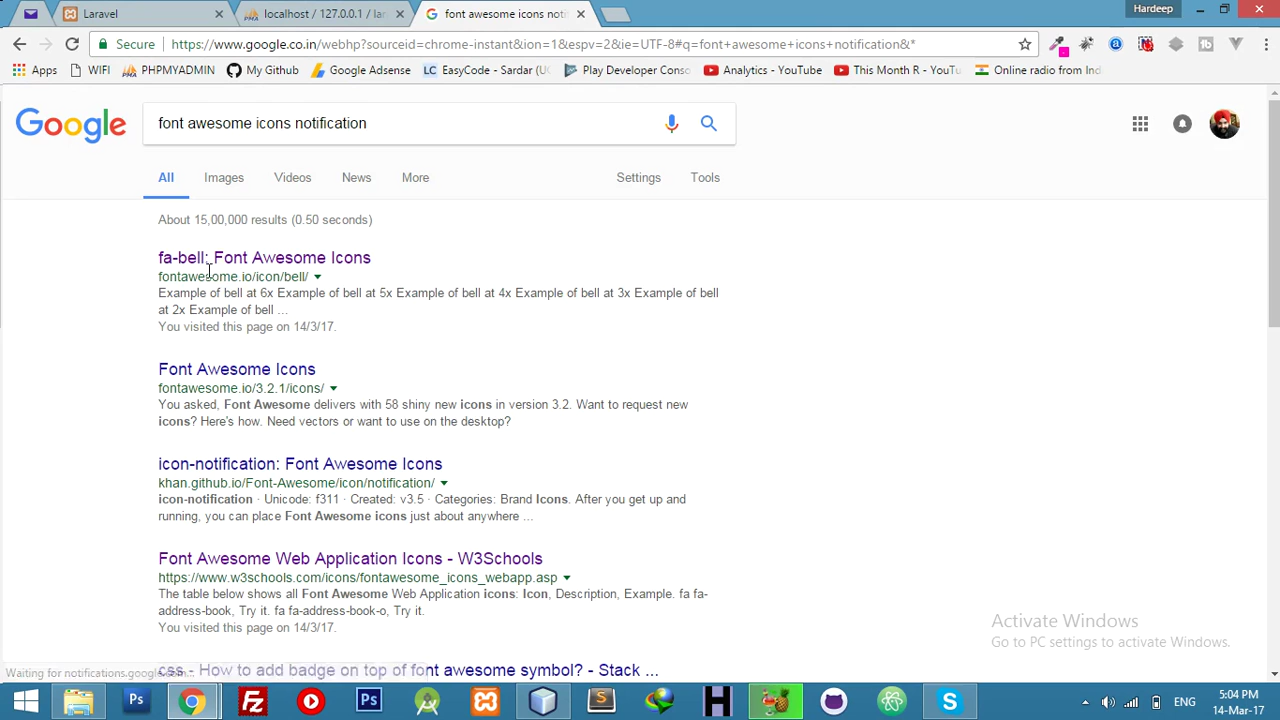 Laravel
localhost / 127.0.0.1 / lar
font awesome icons noti
Hardeep
Secure
https://www.google.co.in/webhp?sourceid=chrome-instant&ion=1&espv=2&ie=UTF-8#q=font+awesome+icons+notification&*
Apps
WIFI
PHPMYADMIN
My Github
Google Adsense
LC EasyCode - Sardar (UC
Play Developer Conso
Analytics - YouTube
This Month R - YouTu
Online radio from Ind
Google
font awesome icons notification
All
Images
Videos
News
More
Settings
Tools
About 15,00,000 results (0.50 seconds)
fa-bell: Font Awesome Icons
fontawesome.io/icon/bell/
Example of bell at 6x Example of bell at 5x Example of bell at 4x Example of bell at 3x Example of bell
at 2x Example of bell ...
You visited this page on 14/3/17.
Font Awesome Icons
fontawesome.io/3.2.1/icons/
You asked, Font Awesome delivers with 58 shiny new icons in version 3.2. Want to request new
icons? Here's how. Need vectors or want to use on the desktop?
icon-notification: Font Awesome Icons
khan.github.io/Font-Awesome/icon/notification/
icon-notification · Unicode: f311 · Created: v3.5 · Categories: Brand Icons. After you get up and
running, you can place Font Awesome icons just about anywhere ...
Font Awesome Web Application Icons - W3Schools
https://www.w3schools.com/icons/fontawesome_icons_webapp.asp
The table below shows all Font Awesome Web Application icons: Icon, Description, Example. fa fa-
address-book, Try it. fa fa-address-book-o, Try it.
You visited this page on 14/3/17.
Activate Windows
Go to PC settings to activate Windows.
Waiting for notifications.google.com...
css - How to add badge on top of font awesome symbol? - Stack ...
ENG
5:04 PM
14-Mar-17